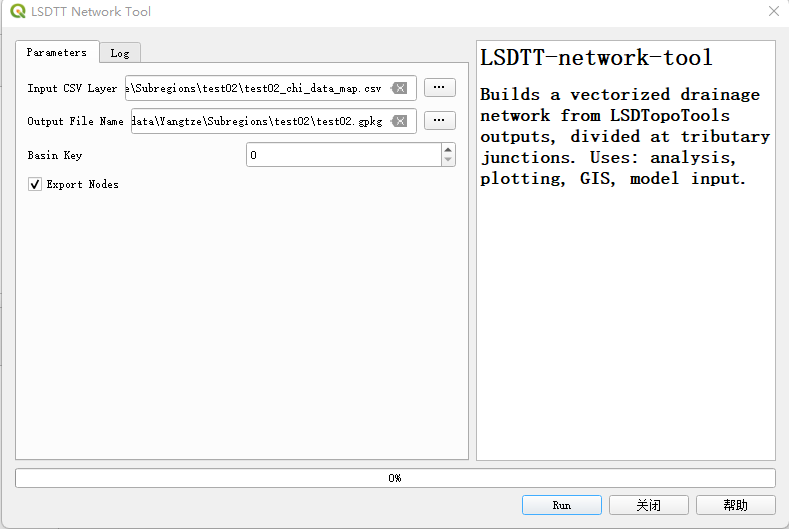 LSDTT Network Tool
Parameters
Log
Input CSV Layer
e\Subregions\test02\test02_chi_data_map.csv
...
Output File Name
data\Yangtze\Subregions\test02\test02.gpkg
...
Basin Key
0
Export Nodes
LSDTT-network-tool
Builds a vectorized drainage
network from LSDTopoTools
outputs, divided at tributary
junctions. Uses: analysis,
plotting, GIS, model input.
0%
Run
关闭
帮助